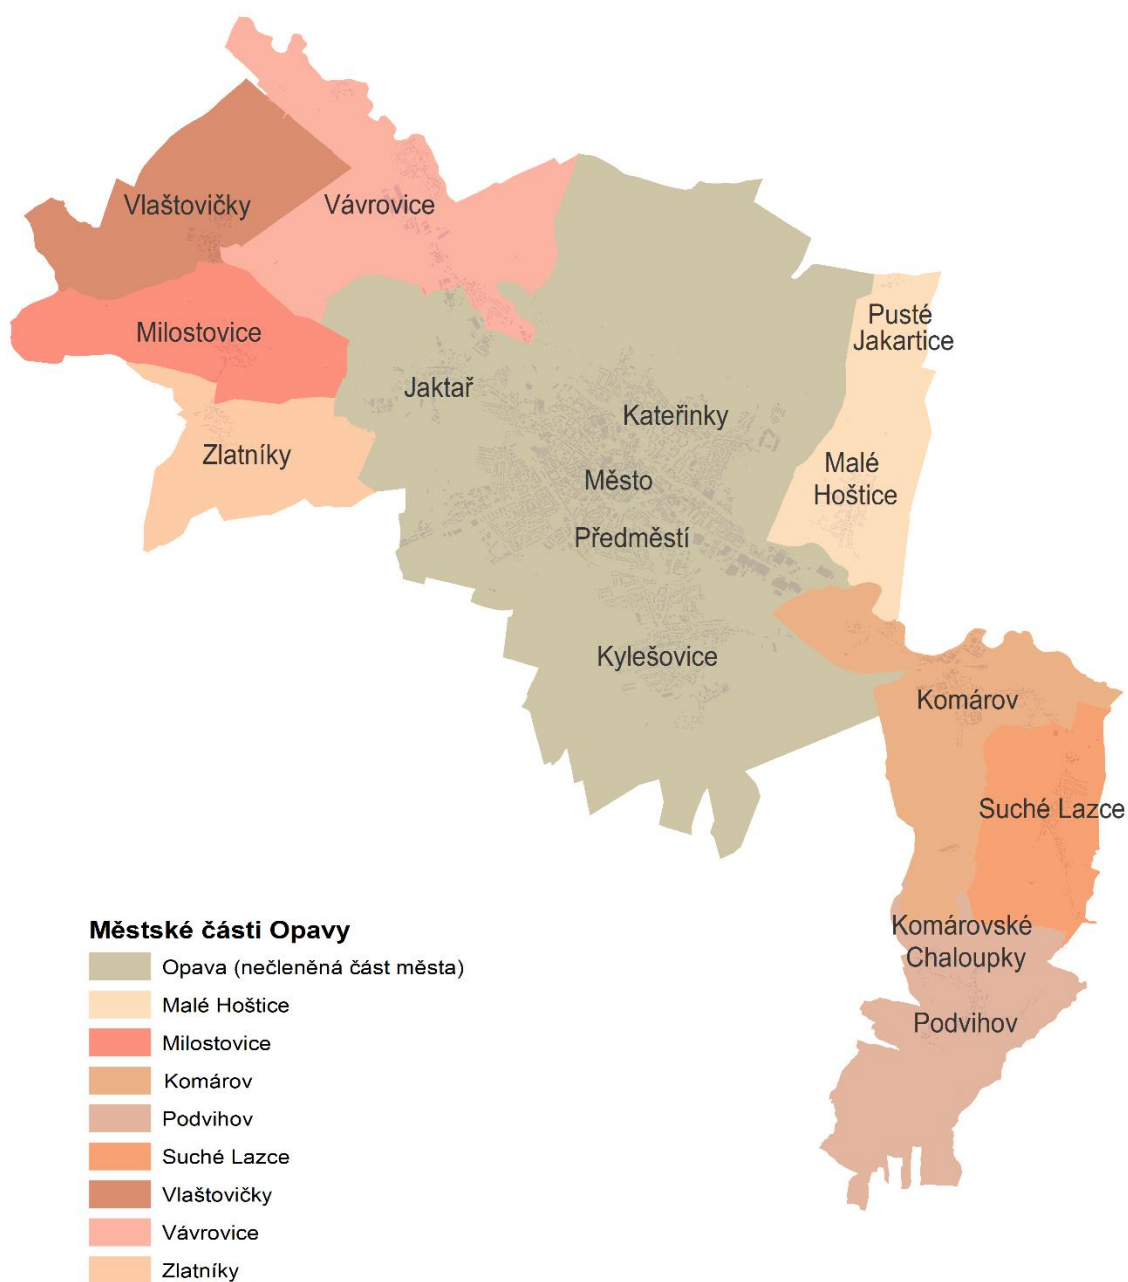 Vlaštovičky
Vávrovice
Milostovice
Pusté
Jakartice
Jaktař
Kateřinky
Zlatníky
Malé
Hoštice
Město
Předměstí
Kylešovice
Komárov
Suché Lazce
Komárovské
Chaloupky
Podvihov
Městské části Opavy
Opava (nečleněná část města)
Malé Hoštice
Milostovice
Komárov
Podvihov
Suché Lazce
Vlaštovičky
Vávrovice
Zlatníky